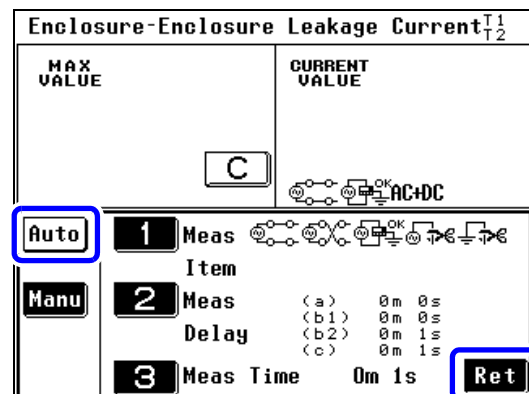 Enclosure-Enclosure Leakage Current T1 T2
MAX VALUE
CURRENT VALUE
C
OK AC+DC
Auto
1 Meas Item OK
Manu
2 Meas Delay
(a) 0m 0s
(b1) 0m 0s
(b2) 0m 1s
(c) 0m 1s
3 Meas Time 0m 1s
Ret